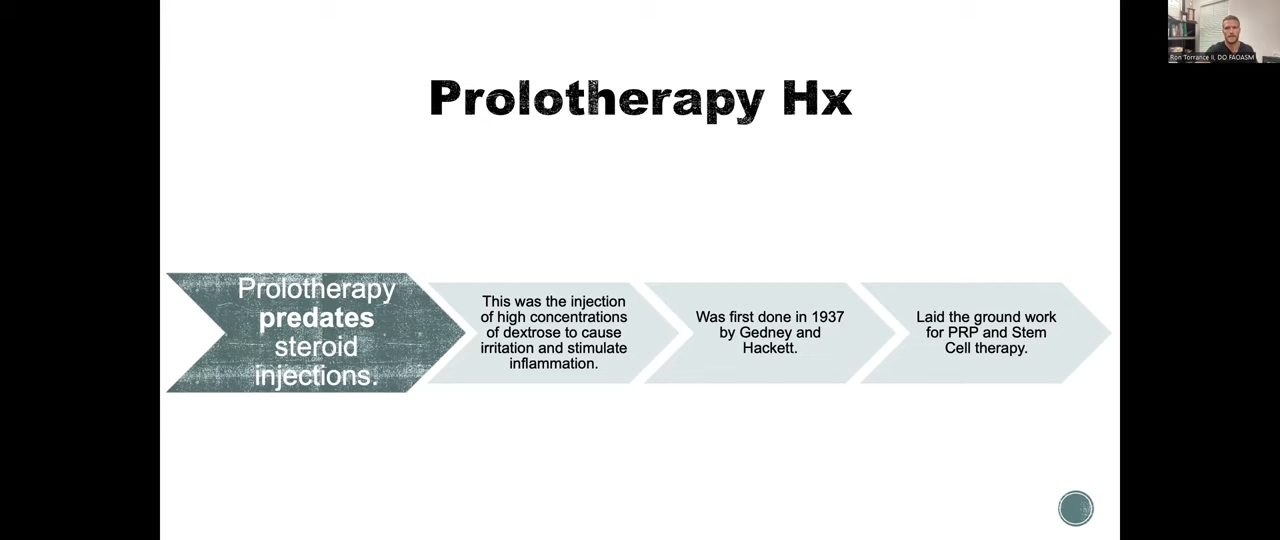 Ron Torrance II, DO FAOASM
Prolotherapy Hx
Prolotherapy
predates
steroid
injections.
This was the injection
of high concentrations
of dextrose to cause
irritation and stimulate
inflammation.
Was first done in 1937
by Gedney and
Hackett.
Laid the ground work
for PRP and Stem
Cell therapy.